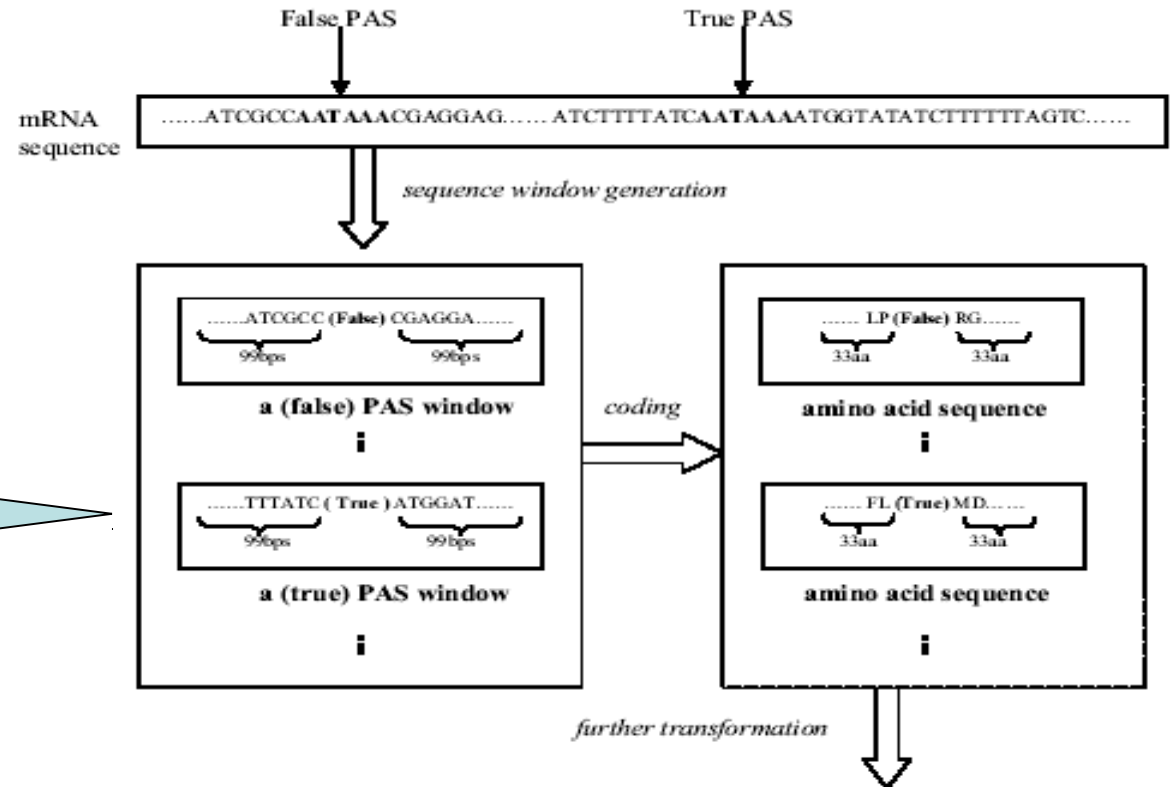 False PAS
True PAS
mRNA
sequence
......ATCGCCAATAAACGAGGAG...... ATCTTTTATCAATAAAATGGTATATCTTTTTTAGTC......
sequence window generation
......ATCGCC (False) CGAGGA......
99bps
99bps
a (false) PAS window
coding
...... LP (False) RG......
33aa
33aa
amino acid sequence
......TTTATC ( True ) ATGGAT......
99bps
99bps
a (true) PAS window
...... FL (True) MD......
33aa
33aa
amino acid sequence
further transformation